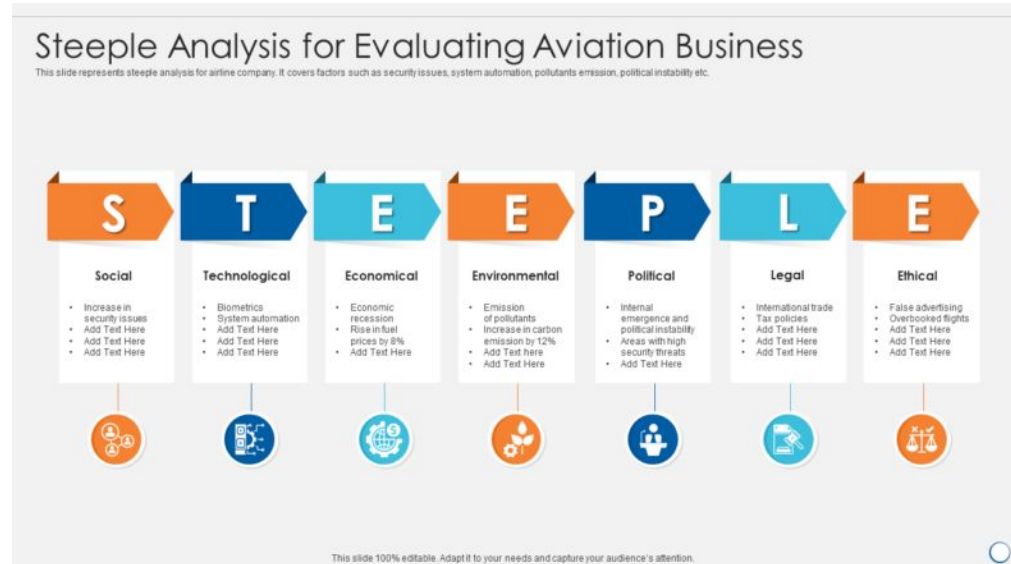 Steeple Analysis for Evaluating Aviation Business
This slide represents steeple analysis for airline company. It covers factors such as security issues, system automation, pollutants emission, political instability etc.
S
T
E
E
P
L
E
Social
• Increase in
security issues
• Add Text Here
• Add Text Here
• Add Text Here
Technological
• Biometrics
• System automation
• Add Text Here
• Add Text Here
• Add Text Here
Economical
• Economic
recession
• Rise in fuel
prices by 8%
• Add Text Here
Environmental
• Emission
of pollutants
• Increase in carbon
emission by 12%
• Add Text here
• Add Text Here
Political
• Internal
emergence and
political instability
• Areas with high
security threats
• Add Text Here
Legal
• International trade
• Tax policies
• Add Text Here
• Add Text Here
• Add Text Here
Ethical
• False advertising
• Overbooked flights
• Add Text Here
• Add Text Here
• Add Text Here
$
This slide 100% editable. Adapt it to your needs and capture your audience's attention.